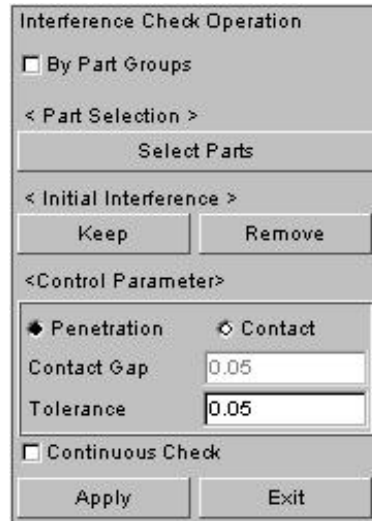 Interference Check Operation
By Part Groups
< Part Selection >
Select Parts
< Initial Interference >
Keep Remove
<Control Parameter>
Penetration Contact
Contact Gap 0.05
Tolerance 0.05
Continuous Check
Apply Exit